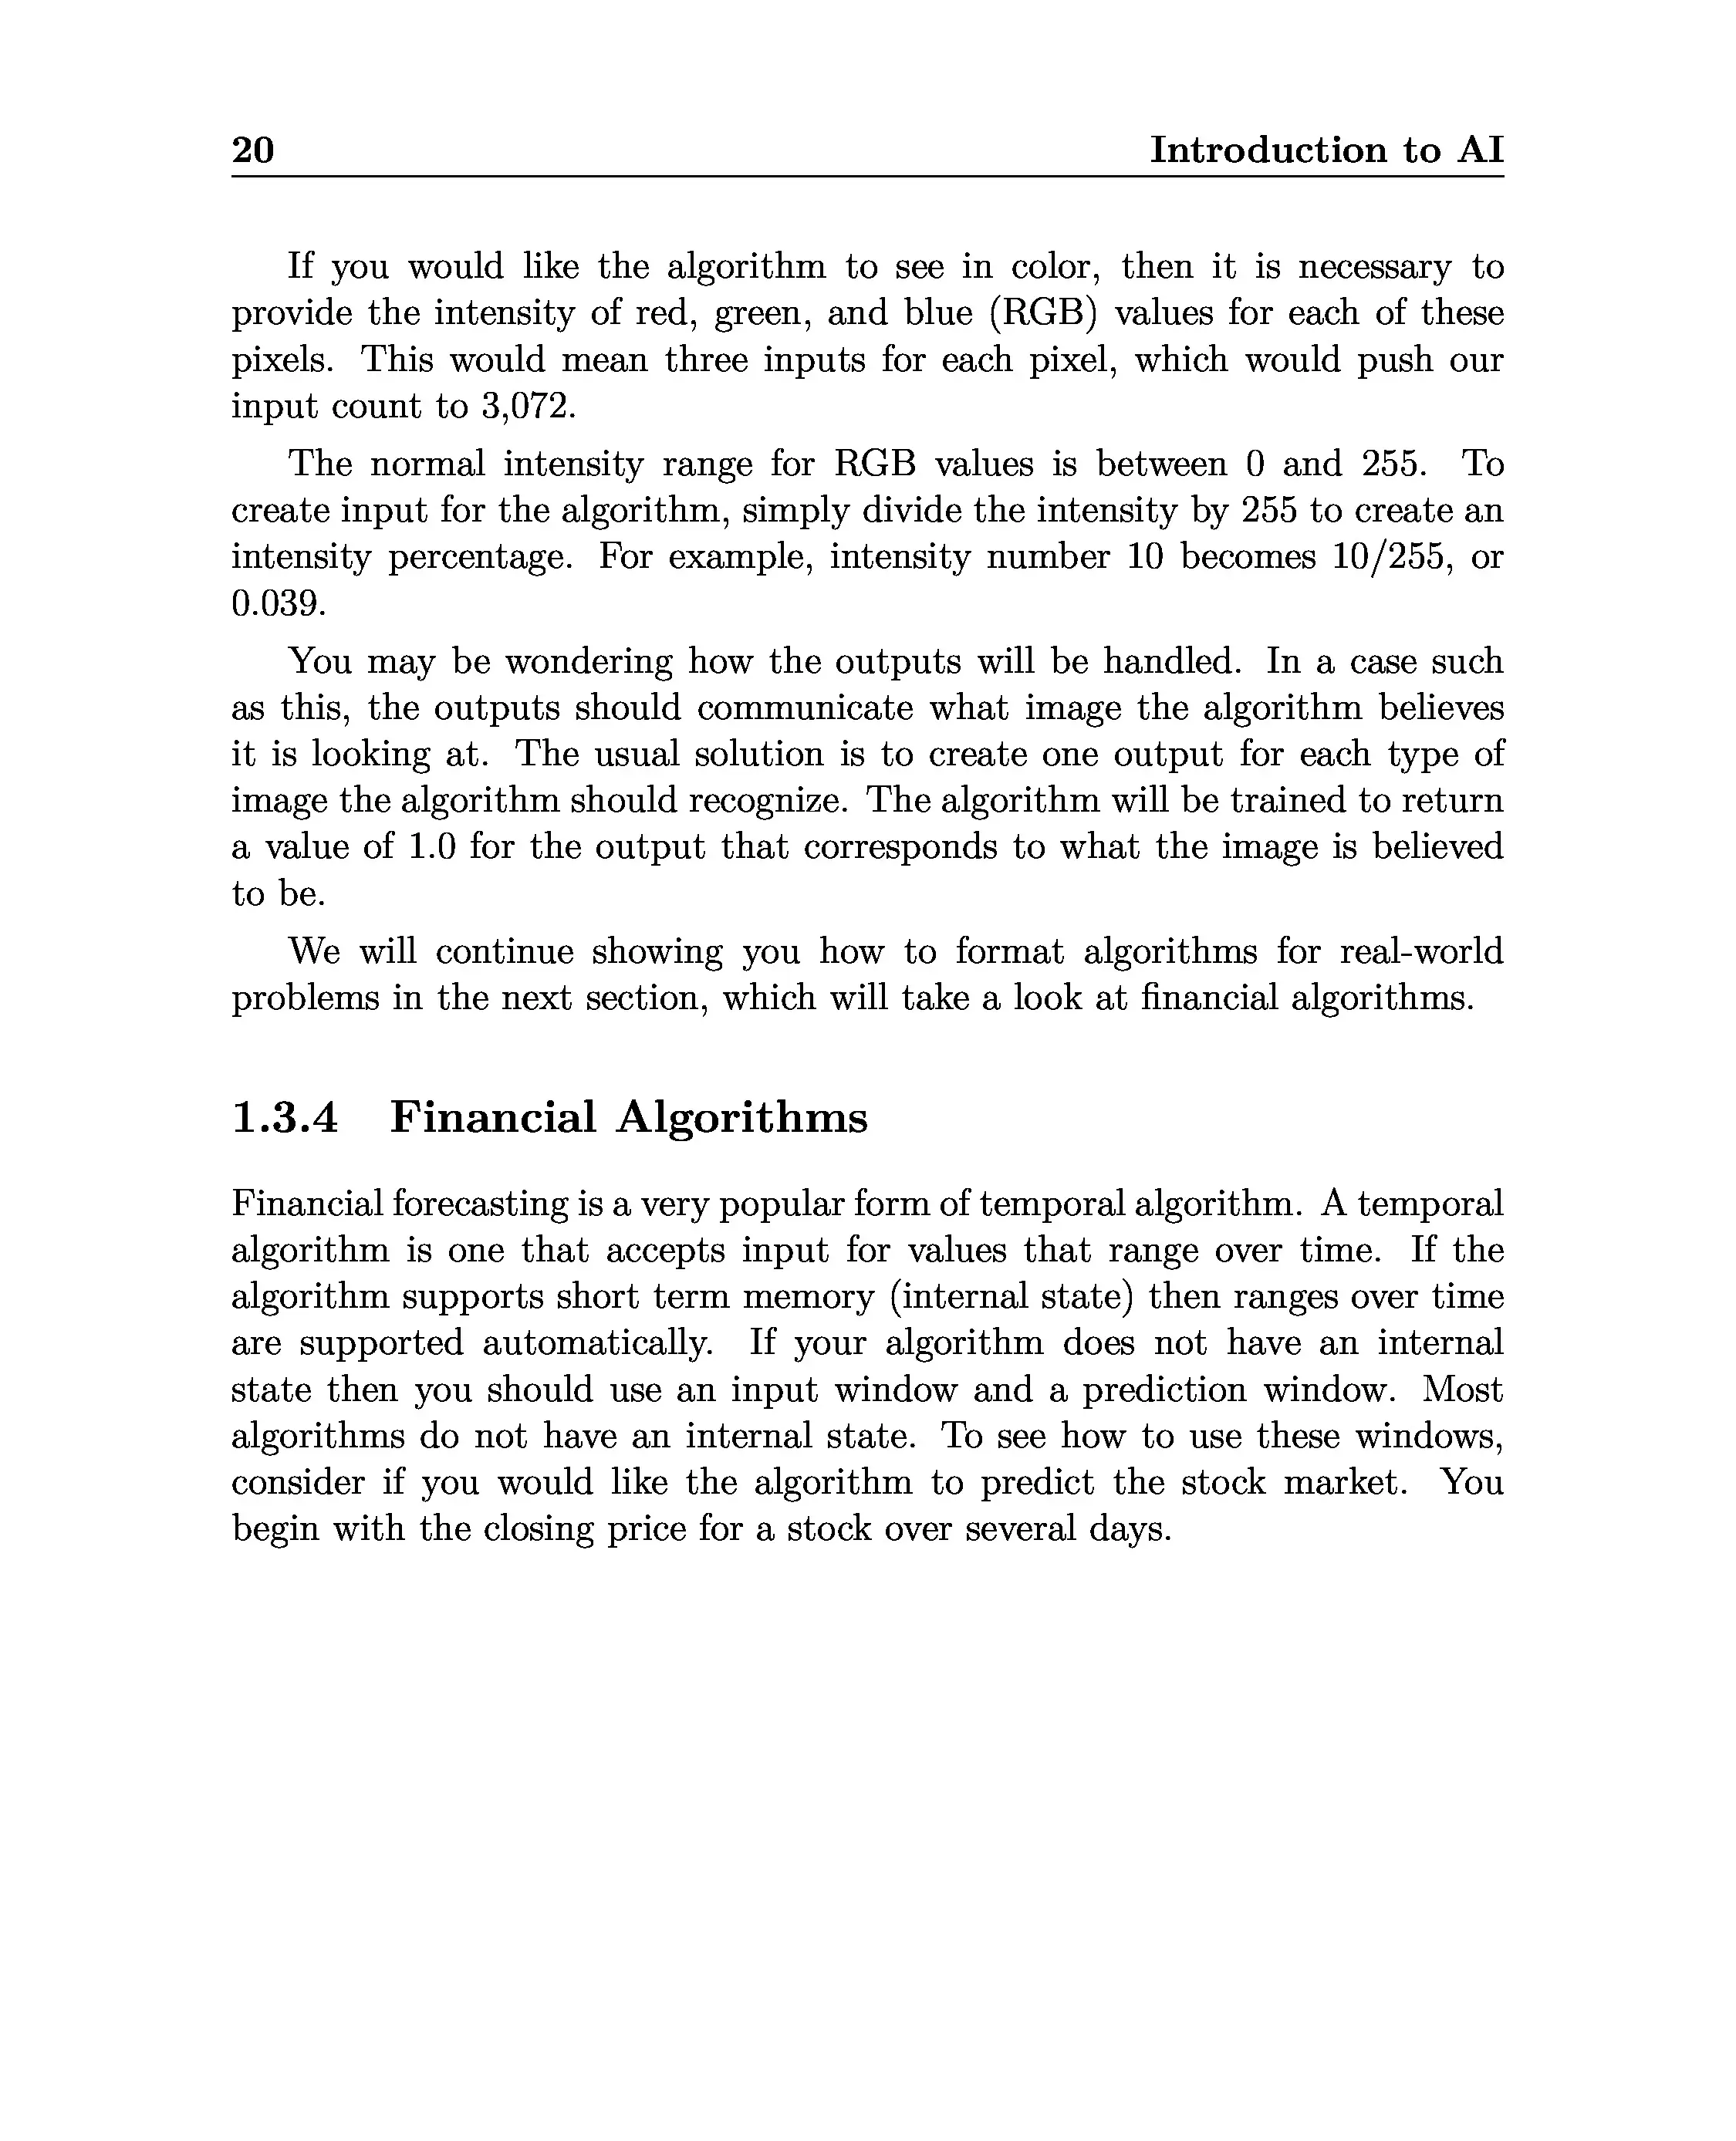 20 Introduction to AI
If you would like the algorithm to see in color, then it is necessary to
provide the intensity of red, green, and blue (RGB) values for each of these
pixels. This would mean three inputs for each pixel, which would push our
input count to 3,072.
The normal intensity range for RGB values is between 0 and 255. To
create input for the algorithm, simply divide the intensity by 255 to create an
intensity percentage. For example, intensity number 10 becomes 10/255, or
0.039.
You may be wondering how the outputs will be handled. In a case such
as this, the outputs should communicate what image the algorithm believes
it is looking at. The usual solution is to create one output for each type of
image the algorithm should recognize. The algorithm will be trained to return
a value of 1.0 for the output that corresponds to what the image is believed
to be.
We will continue showing you how to format algorithms for real-world
problems in the next section, which will take a look at financial algorithms.
1.3.4 Financial Algorithms
Financial forecasting is a very popular form of temporal algorithm. A temporal
algorithm is one that accepts input for values that range over time. If the
algorithm supports short term memory (internal state) then ranges over time
are supported automatically. If your algorithm does not have an internal
state then you should use an input window and a prediction window. Most
algorithms do not have an internal state. To see how to use these windows,
consider if you would like the algorithm to predict the stock market. You
begin with the closing price for a stock over several days.